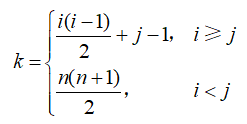 k = { i(i−1)/2 + j−1, i ≥ j
n(n+1)/2, i < j